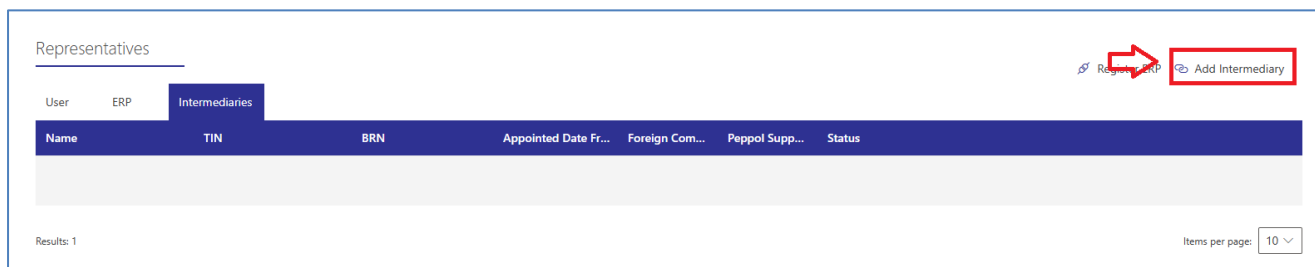 Representatives
Register ERP
Add Intermediary
User ERP Intermediaries
Name TIN BRN Appointed Date Fr... Foreign Com... Peppol Supp... Status
Results: 1 Items per page: 10